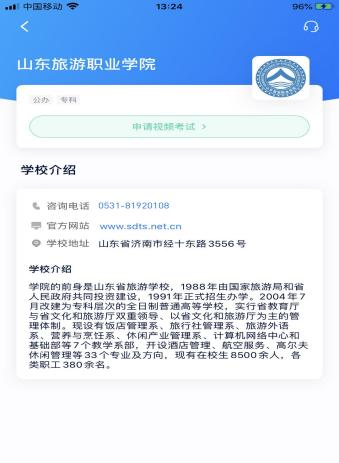 中国移动
13:24
96%
山东旅游职业学院
公办 专科
申请视频考试 >
学校介绍
咨询电话 0531-81920108
官方网站 www.sdts.net.cn
学校地址 山东省济南市经十东路3556号
学校介绍
学院的前身是山东省旅游学校，1988年由国家旅游局和省
人民政府共同投资建设，1991年正式招生办学。2004年7
月改建为专科层次的全日制普通高等学校，实行省教育厅
与省文化和旅游厅双重领导、以省文化和旅游厅为主的管
理体制。现设有饭店管理系、旅行社管理系、旅游外语
系、营养与烹饪系、休闲产业管理系、计算机网络中心和
基础部等7个教学系部，开设酒店管理、航空服务、高尔夫
休闲管理等33个专业及方向，现有在校生8500余人，各
类职工380余名。